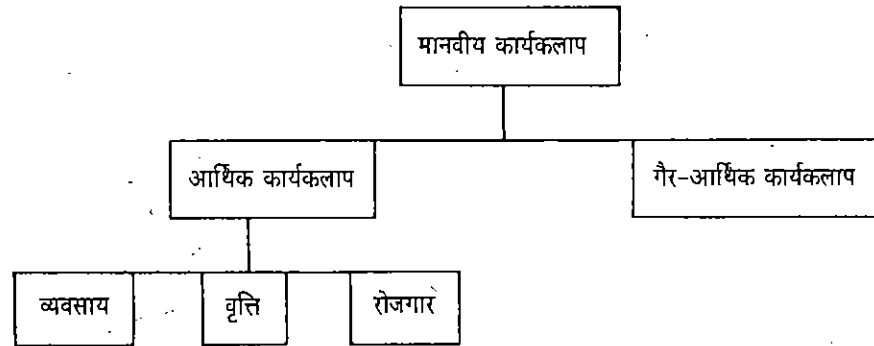 मानवीय कार्यकलाप
आर्थिक कार्यकलाप
गैर-आर्थिक कार्यकलाप
व्यवसाय
वृत्ति
रोजगार